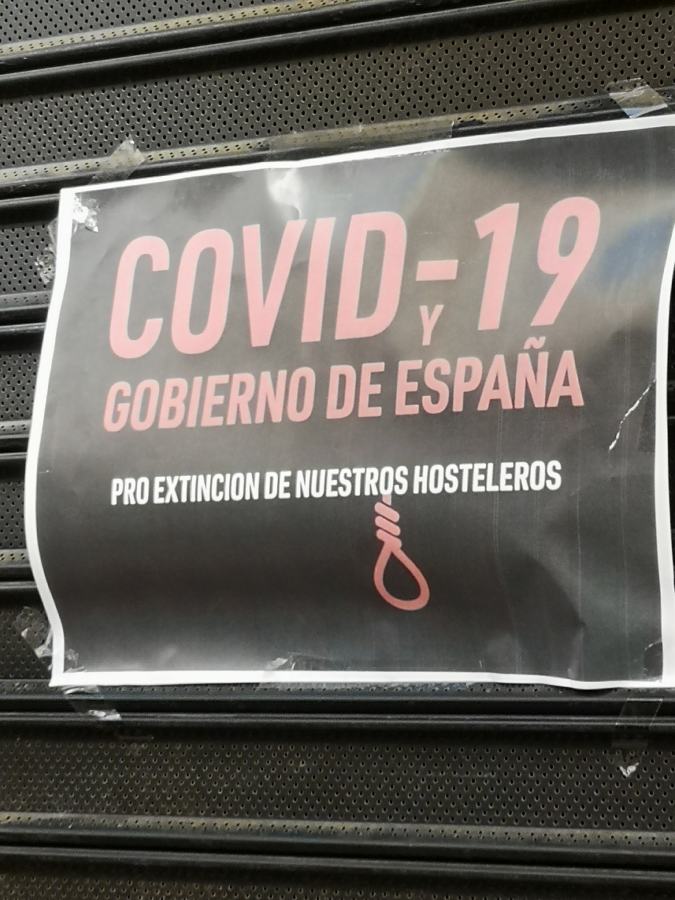 COVID-19
Y
GOBIERNO DE ESPAÑA
PRO EXTINCION DE NUESTROS HOSTELEROS